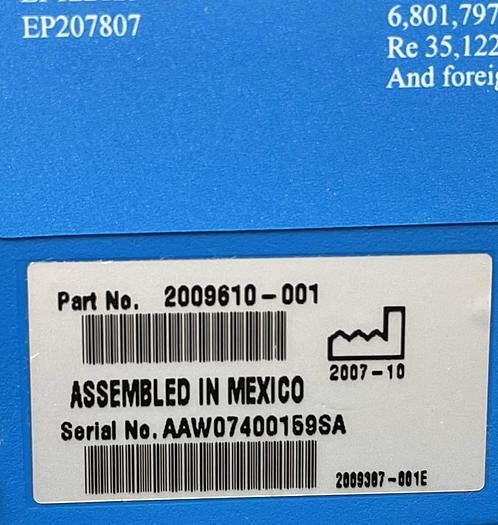 EP207807
6,801,797
Re 35,122
And foreig
Part No. 2009610-001
2007-10
ASSEMBLED IN MEXICO
Serial No. AAW07400159SA
2009387-001E